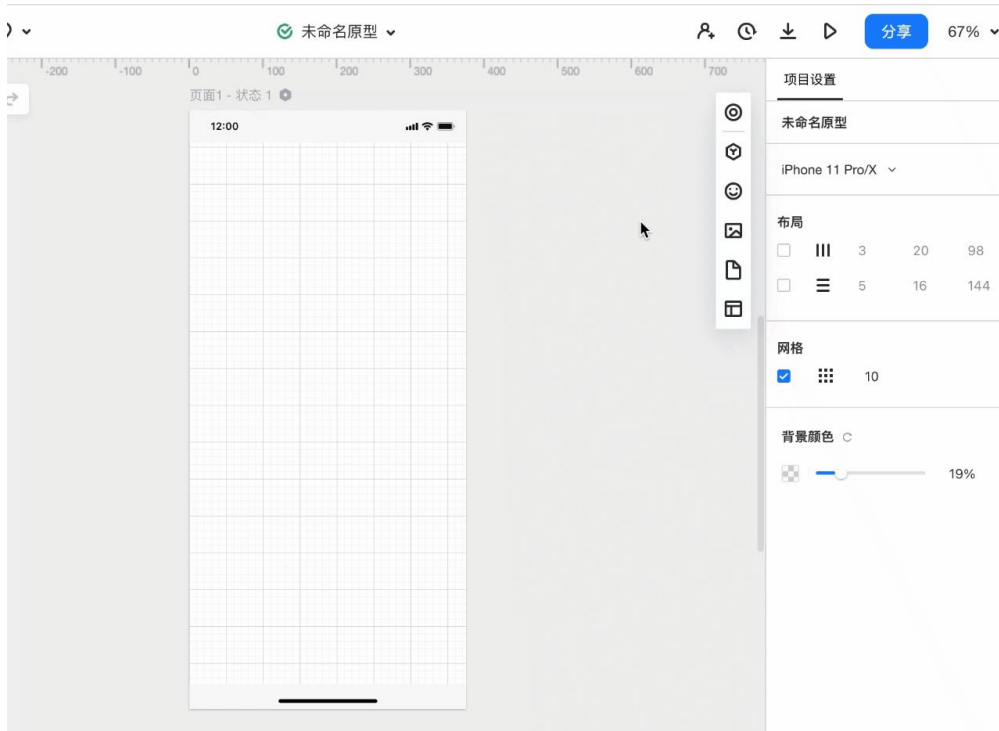 未命名原型
分享
67%
-200 -100 0 100 200 300 400 500 600 700
页面1 - 状态 1
12:00
项目设置
未命名原型
iPhone 11 Pro/X
布局
3 20 98
5 16 144
网格
10
背景颜色
19%